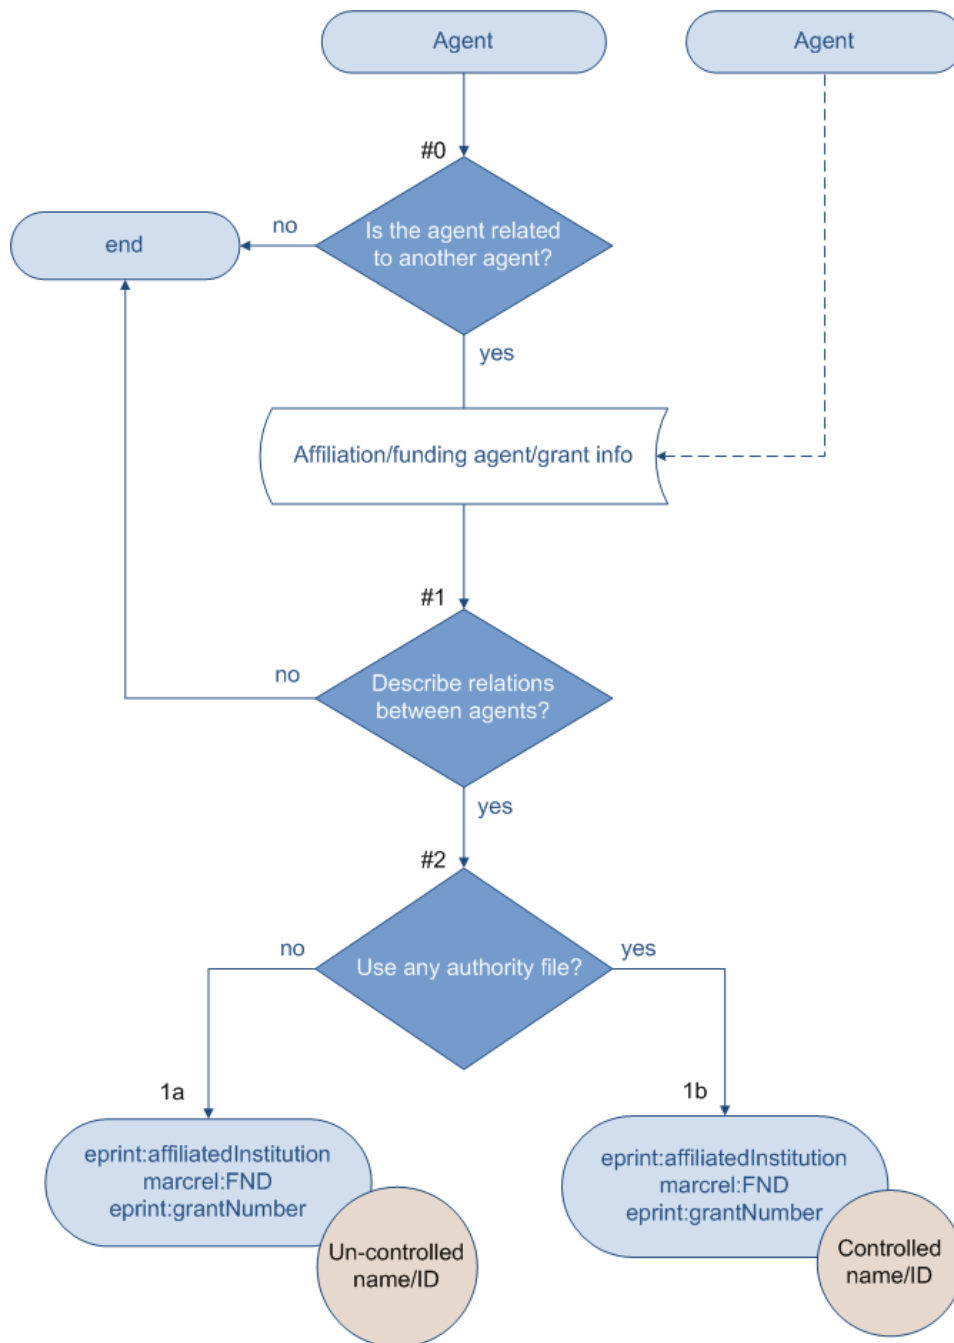 Agent
Agent
#0
Is the agent related
to another agent?
no
end
yes
Affiliation/funding agent/grant info
#1
Describe relations
between agents?
no
yes
#2
Use any authority file?
no
yes
1a
eprint:affiliatedInstitution
marcrel:FND
eprint:grantNumber
Un-controlled
name/ID
1b
eprint:affiliatedInstitution
marcrel:FND
eprint:grantNumber
Controlled
name/ID